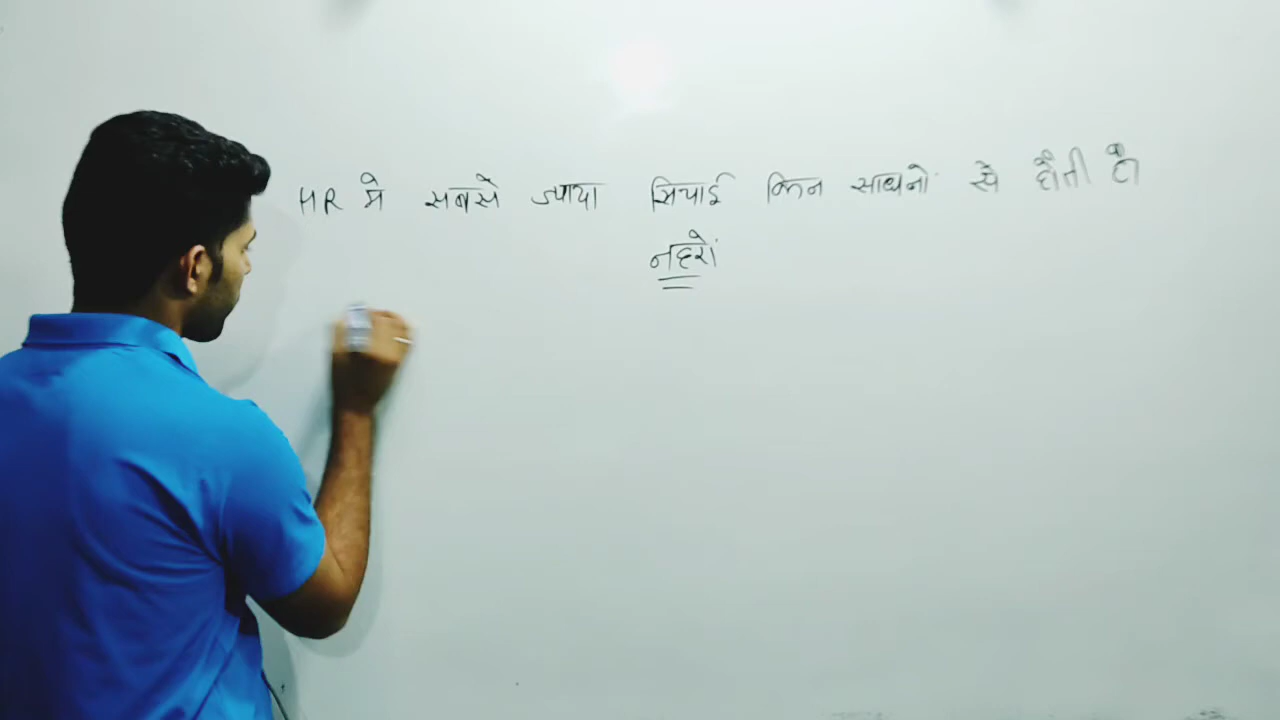 HR मे सबसे ज्यादा सिचाई किन साधनो से होती है
नहरों